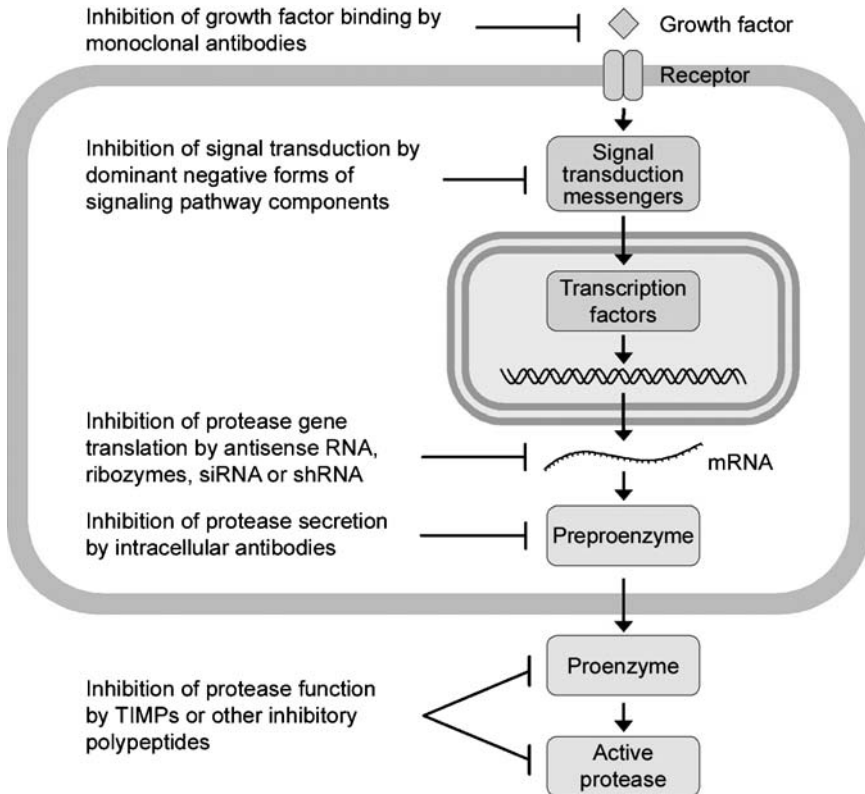 Inhibition of growth factor binding by
monoclonal antibodies
Growth factor
Receptor
Inhibition of signal transduction by
dominant negative forms of
signaling pathway components
Signal
transduction
messengers
Transcription
factors
Inhibition of protease gene
translation by antisense RNA,
ribozymes, siRNA or shRNA
mRNA
Inhibition of protease secretion
by intracellular antibodies
Preproenzyme
Proenzyme
Inhibition of protease function
by TIMPs or other inhibitory
polypeptides
Active
protease